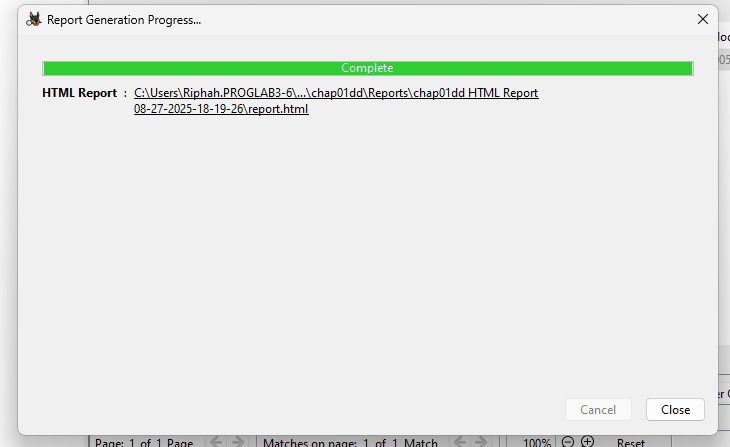 Report Generation Progress...
Complete
HTML Report : C:\Users\Riphah.PROGLAB3-6\...\chap01dd\Reports\chap01dd HTML Report
08-27-2025-18-19-26\report.html
Cancel
Close
Page: 1 of 1 Page
Matches on page: 1 of 1 Match
100%
Reset